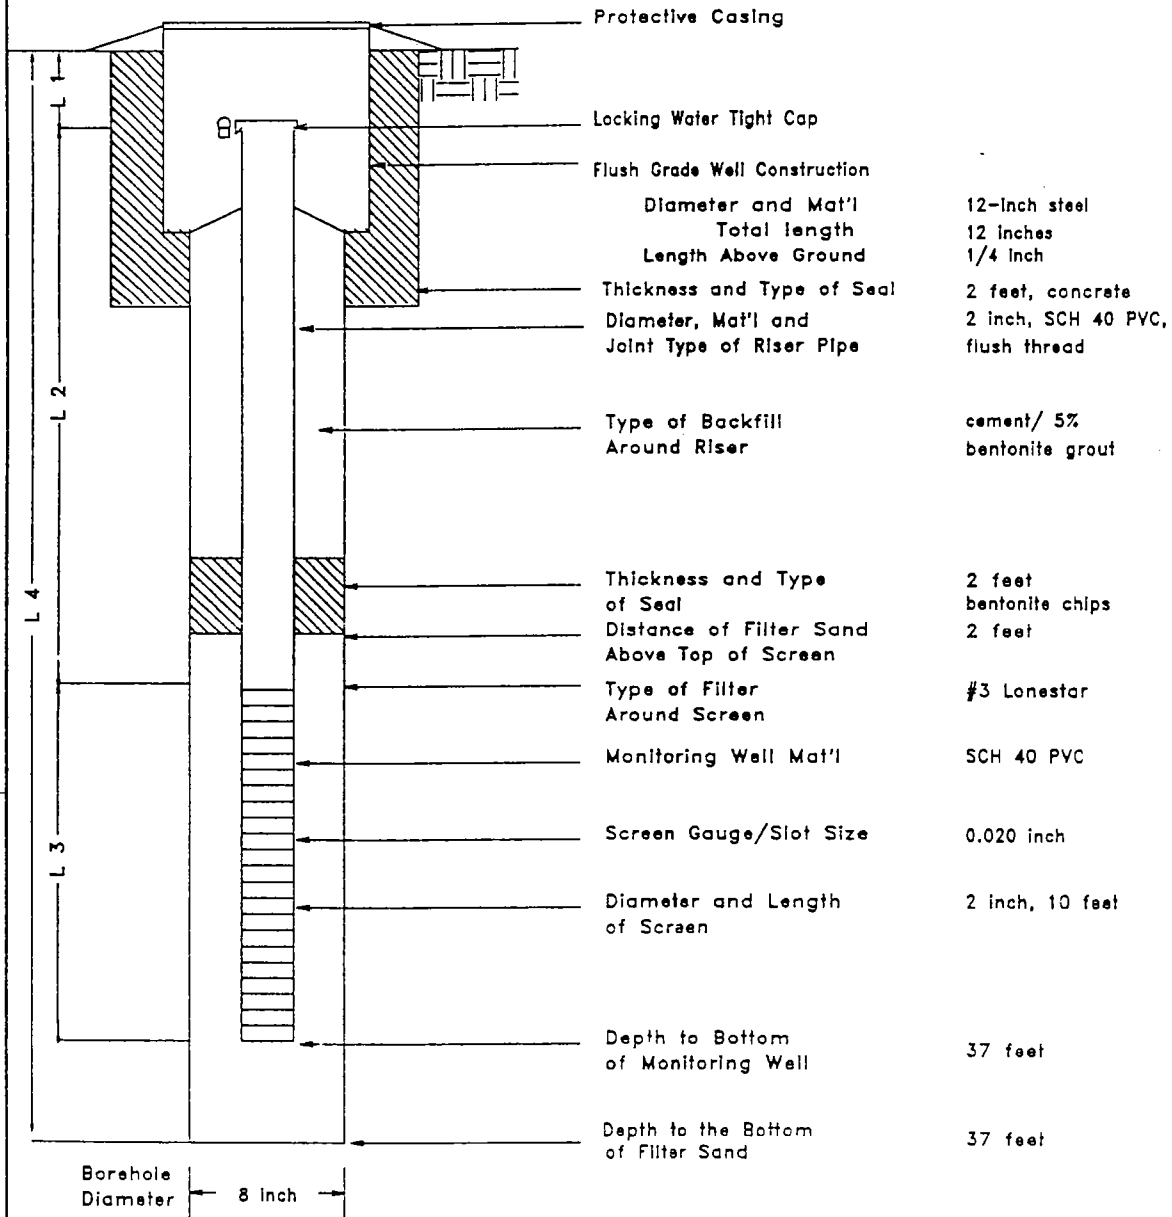 Protective Casing
L 1
Locking Water Tight Cap
Flush Grade Well Construction
Diameter and Mat'l 12-Inch steel
Total length 12 inches
Length Above Ground 1/4 inch
Thickness and Type of Seal 2 feet, concrete
Diameter, Mat'l and 2 inch, SCH 40 PVC,
Joint Type of Riser Pipe flush thread
L 2
Type of Backfill cement/ 5%
Around Riser bentonite grout
L 4
Thickness and Type 2 feet
of Seal bentonite chips
Distance of Filter Sand 2 feet
Above Top of Screen
Type of Filter #3 Lonestar
Around Screen
Monitoring Well Mat'l SCH 40 PVC
L 3
Screen Gauge/Slot Size 0.020 inch
Diameter and Length 2 inch, 10 feet
of Screen
Depth to Bottom
of Monitoring Well 37 feet
Depth to the Bottom
of Filter Sand 37 feet
Borehole
Diameter 8 inch